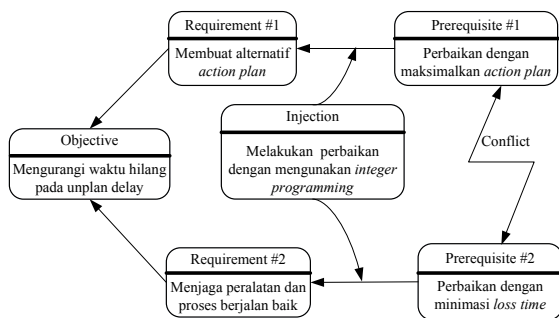 Requirement #1
Membuat alternatif
action plan
Prerequisite #1
Perbaikan dengan
maksimalkan action plan
Objective
Mengurangi waktu hilang
pada unplan delay
Injection
Melakukan perbaikan
dengan mengunakan integer
programming
Conflict
Requirement #2
Menjaga peralatan dan
proses berjalan baik
Prerequisite #2
Perbaikan dengan
minimasi loss time